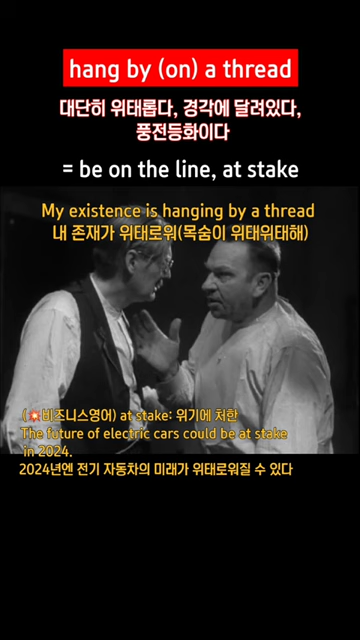 hang by (on) a thread
대단히 위태롭다, 경각에 달려있다,
풍전등화이다
= be on the line, at stake
My existence is hanging by a thread
내 존재가 위태로워(목숨이 위태위태해)
(💥비즈니스영어) at stake: 위기에 처한
The future of electric cars could be at stake
in 2024.
2024년엔 전기 자동차의 미래가 위태로워질 수 있다